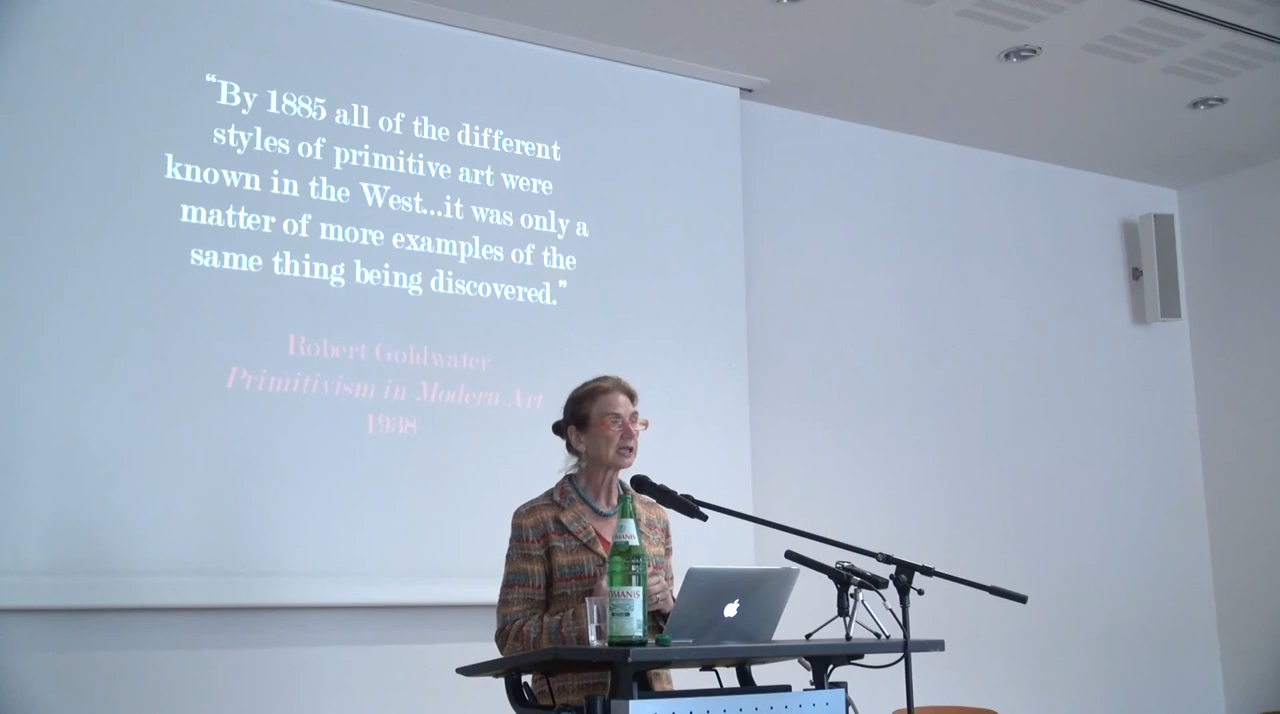 “By 1885 all of the different
styles of primitive art were
known in the West...it was only a
matter of more examples of the
same thing being discovered.”
Robert Goldwater
Primitivism in Modern Art
1938
OMANIS